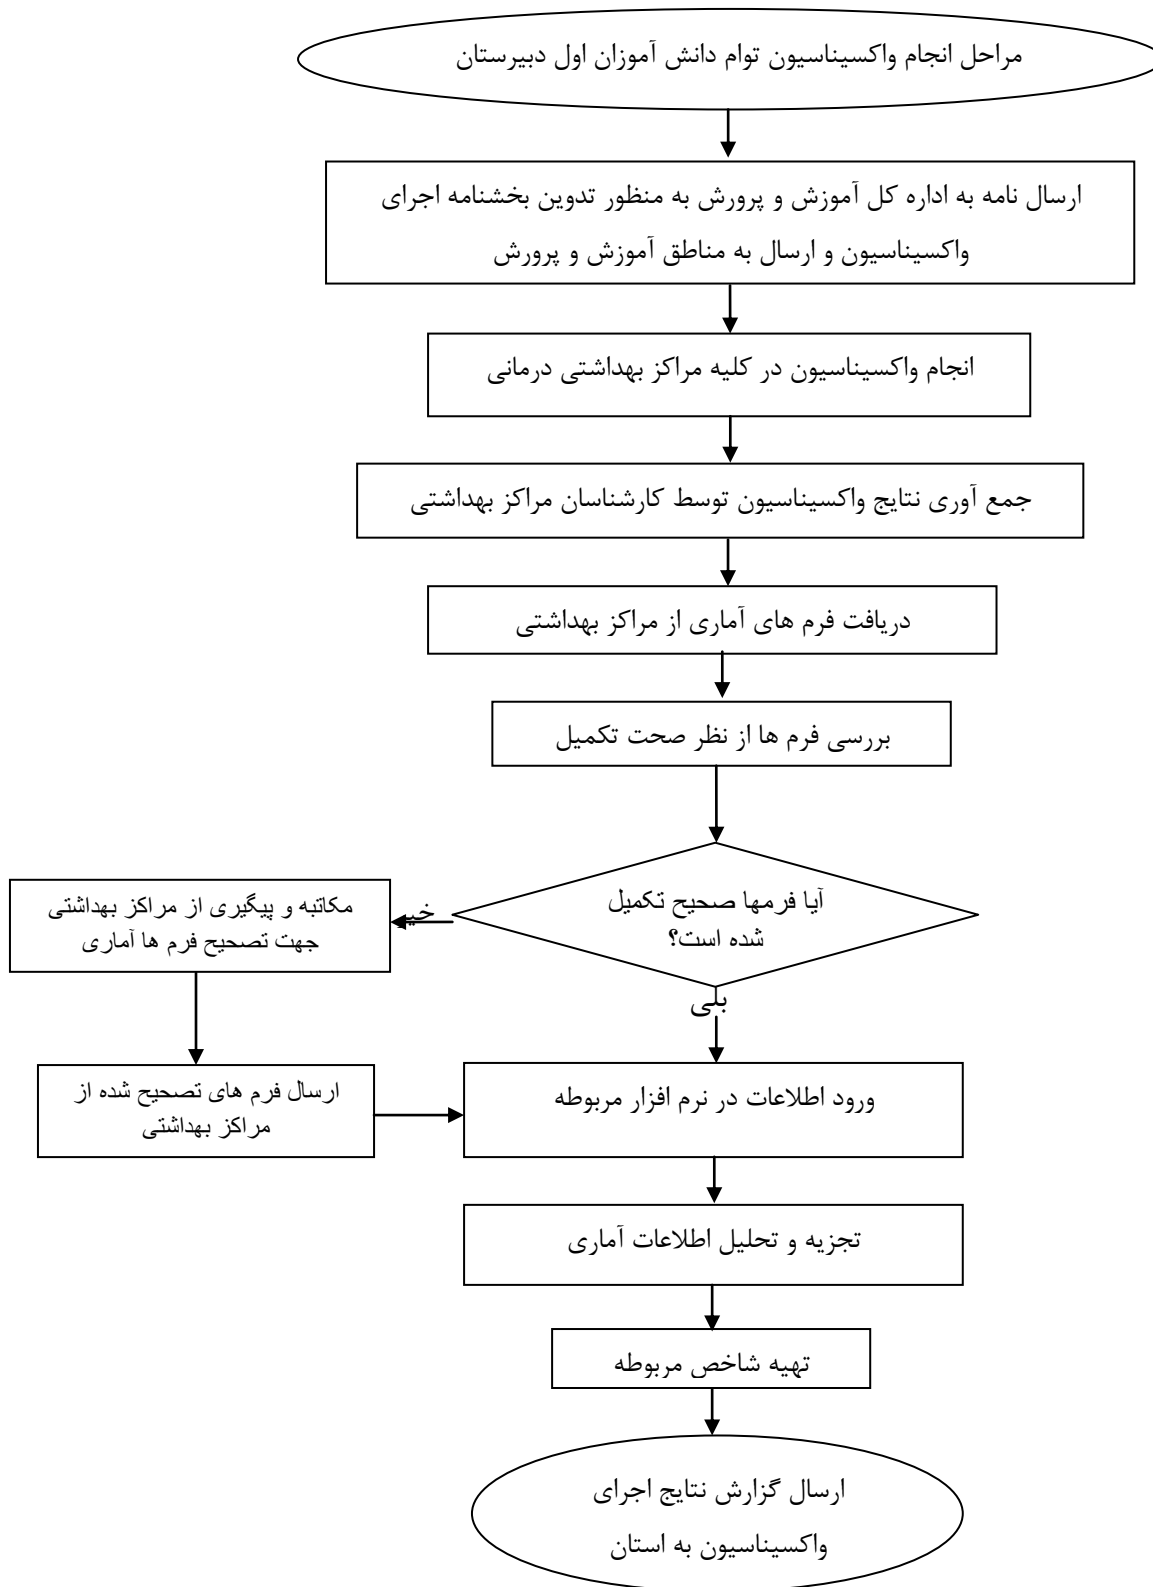 مراحل انجام واکسیناسیون توام دانش آموزان اول دبیرستان
ارسال نامه به اداره کل آموزش و پرورش به منظور تدوین بخشنامه اجرای
واکسیناسیون و ارسال به مناطق آموزش و پرورش
انجام واکسیناسیون در کلیه مراکز بهداشتی درمانی
جمع آوری نتایج واکسیناسیون توسط کارشناسان مراکز بهداشتی
دریافت فرم های آماری از مراکز بهداشتی
بررسی فرم ها از نظر صحت تکمیل
آیا فرمها صحیح تکمیل
شده است؟
خیر
مکاتبه و پیگیری از مراکز بهداشتی
جهت تصحیح فرم ها آماری
بلی
ارسال فرم های تصحیح شده از
مراکز بهداشتی
ورود اطلاعات در نرم افزار مربوطه
تجزیه و تحلیل اطلاعات آماری
تهیه شاخص مربوطه
ارسال گزارش نتایج اجرای
واکسیناسیون به استان